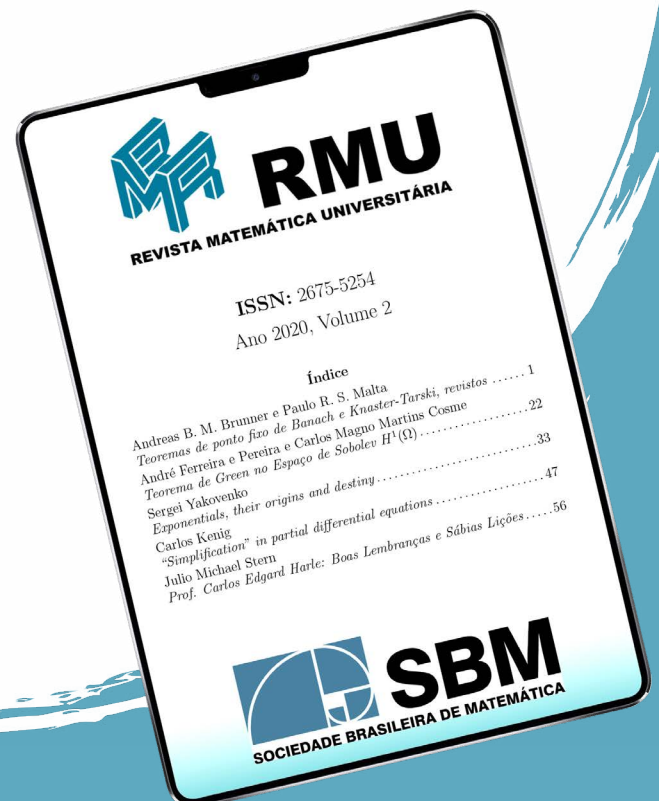 RMU
REVISTA MATEMÁTICA UNIVERSITÁRIA
ISSN: 2675-5254
Ano 2020, Volume 2
Índice
Andreas B. M. Brunner e Paulo R. S. Malta
Teoremas de ponto fixo de Banach e Knaster-Tarski, revistos ...... 1
André Ferreira e Pereira e Carlos Magno Martins Cosme
Teorema de Green no Espaço de Sobolev H¹(Ω) .................. 22
Sergei Yakovenko
Exponentials, their origins and destiny ........................ 33
Carlos Kenig
“Simplification” in partial differential equations ................ 47
Julio Michael Stern
Prof. Carlos Edgard Harle: Boas Lembranças e Sábias Lições ..... 56
SBM
SOCIEDADE BRASILEIRA DE MATEMÁTICA